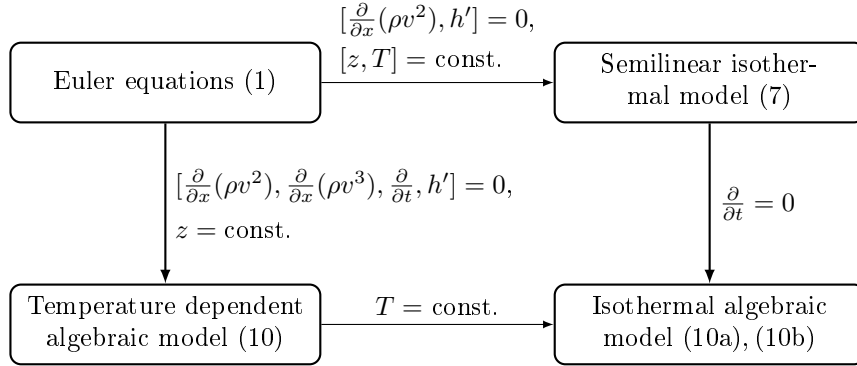 [∂/∂x(ρv²), h′] = 0,
[z, T] = const.
Euler equations (1)
Semilinear isother-
mal model (7)
[∂/∂x(ρv²), ∂/∂x(ρv³), ∂/∂t, h′] = 0,
z = const.
∂/∂t = 0
Temperature dependent
algebraic model (10)
T = const.
Isothermal algebraic
model (10a), (10b)